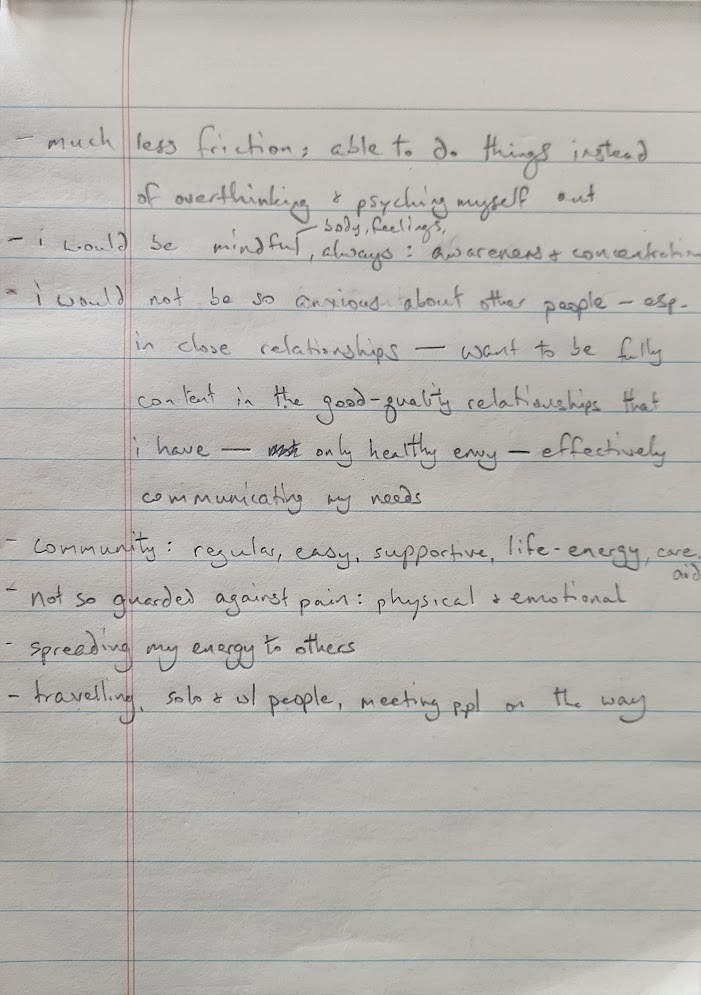 - much less friction; able to do things instead
of overthinking & psyching myself out
body, feelings,
- i would be mindful, always: awareness & concentration
- i would not be so anxious about other people - esp.
in close relationships — want to be fully
content in the good-quality relationships that
i have — only healthy envy — effectively
communicating my needs
- community: regular, easy, supportive, life-energy, care,
aid
- not so guarded against pain: physical & emotional
- spreading my energy to others
- travelling, solo & w/ people, meeting ppl on the way